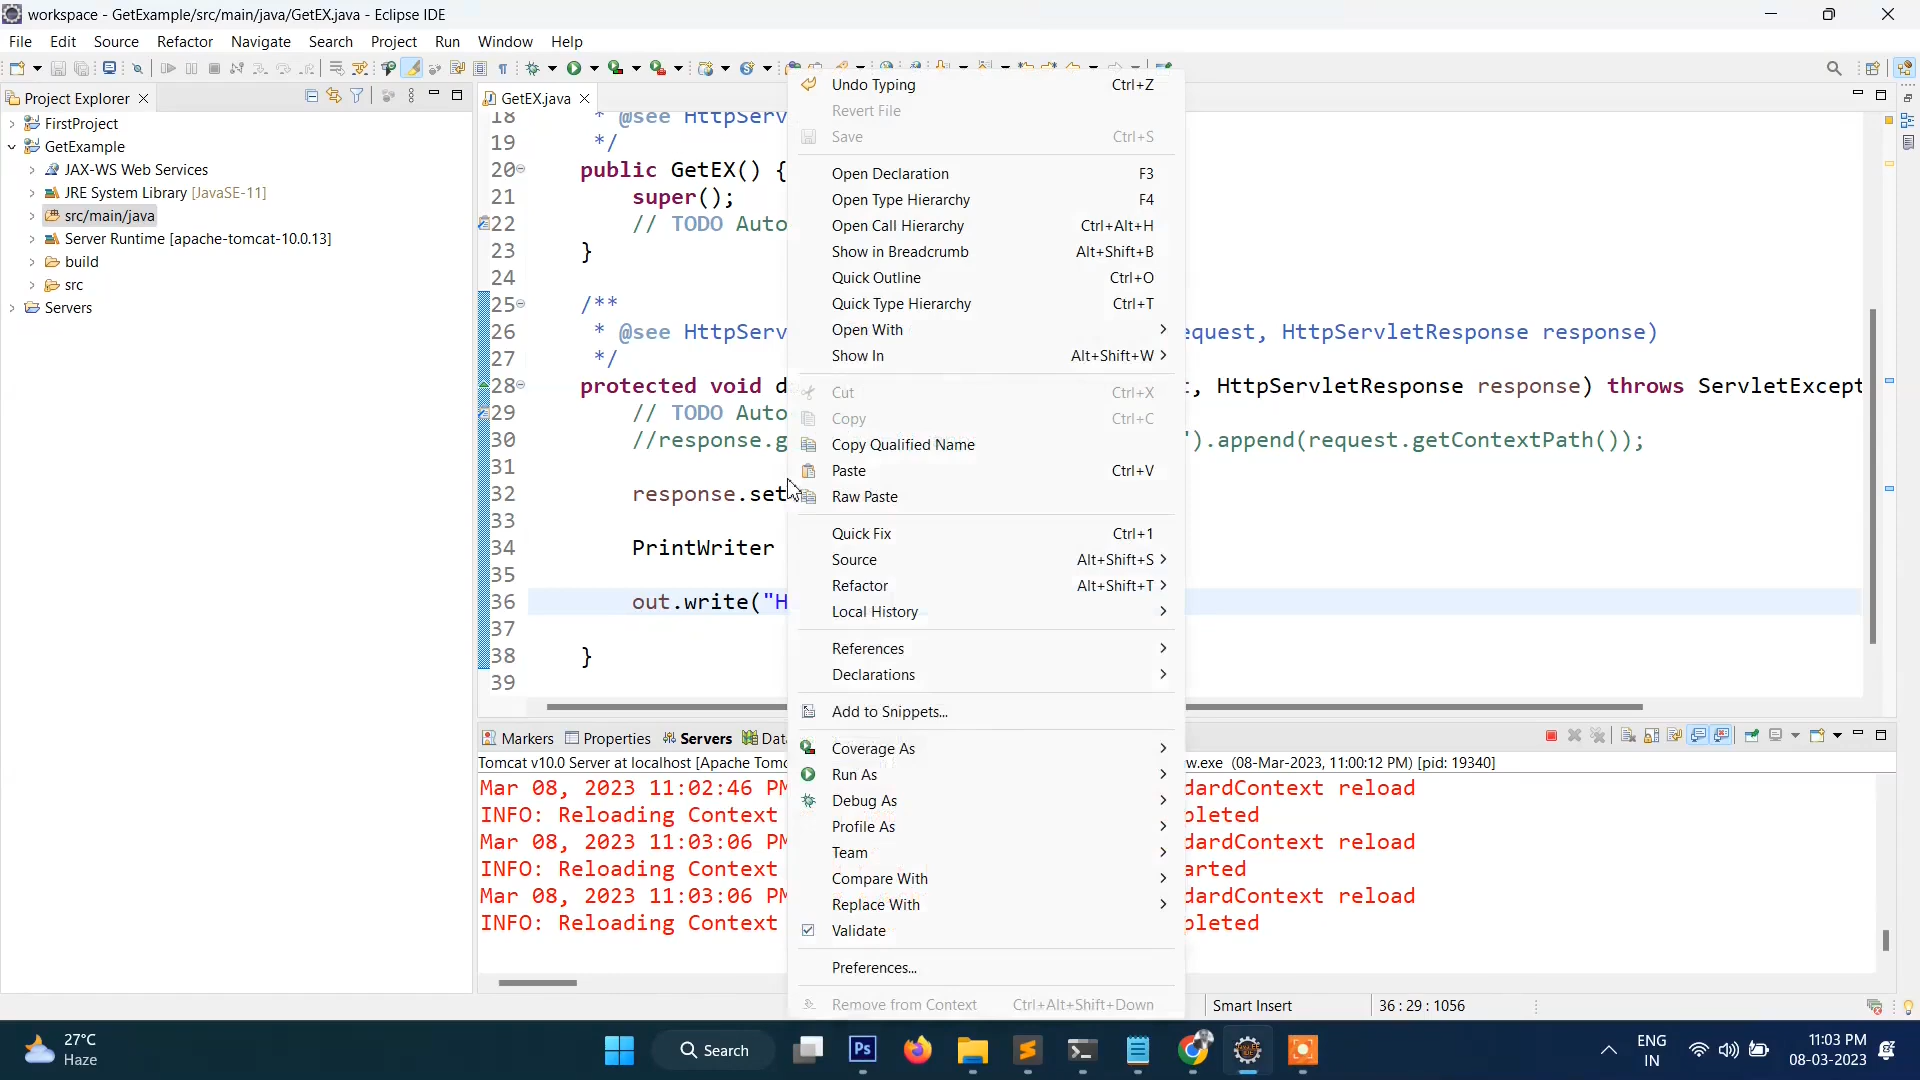 workspace - GetExample/src/main/java/GetEX.java - Eclipse IDE
File Edit Source Refactor Navigate Search Project Run Window Help
Project Explorer
GetEX.java
FirstProject
GetExample
JAX-WS Web Services
JRE System Library [JavaSE-11]
src/main/java
Server Runtime [apache-tomcat-10.0.13]
build
src
Servers
18 * @see HttpServ
19 */
20 public GetEX() {
21 super();
22 // TODO Auto
23 }
24
25 /**
26 * @see HttpServ equest, HttpServletResponse response)
27 */
28 protected void d , HttpServletResponse response) throws ServletExcept
29 // TODO Auto
30 //response.g ").append(request.getContextPath());
31
32 response.set
33
34 PrintWriter
35
36 out.write("H
37
38 }
39
Undo Typing Ctrl+Z
Revert File
Save Ctrl+S
Open Declaration F3
Open Type Hierarchy F4
Open Call Hierarchy Ctrl+Alt+H
Show in Breadcrumb Alt+Shift+B
Quick Outline Ctrl+O
Quick Type Hierarchy Ctrl+T
Open With
Show In Alt+Shift+W
Cut Ctrl+X
Copy Ctrl+C
Copy Qualified Name
Paste Ctrl+V
Raw Paste
Quick Fix Ctrl+1
Source Alt+Shift+S
Refactor Alt+Shift+T
Local History
References
Declarations
Add to Snippets...
Coverage As
Run As
Debug As
Profile As
Team
Compare With
Replace With
Validate
Preferences...
Remove from Context Ctrl+Alt+Shift+Down
Markers Properties Servers Dat
Tomcat v10.0 Server at localhost [Apache Tomc w.exe (08-Mar-2023, 11:00:12 PM) [pid: 19340]
Mar 08, 2023 11:02:46 PM dardContext reload
INFO: Reloading Context pleted
Mar 08, 2023 11:03:06 PM dardContext reload
INFO: Reloading Context arted
Mar 08, 2023 11:03:06 PM dardContext reload
INFO: Reloading Context pleted
Smart Insert 36 : 29 : 1056
27°C
Haze
Search
Ps
ENG
IN
11:03 PM
08-03-2023